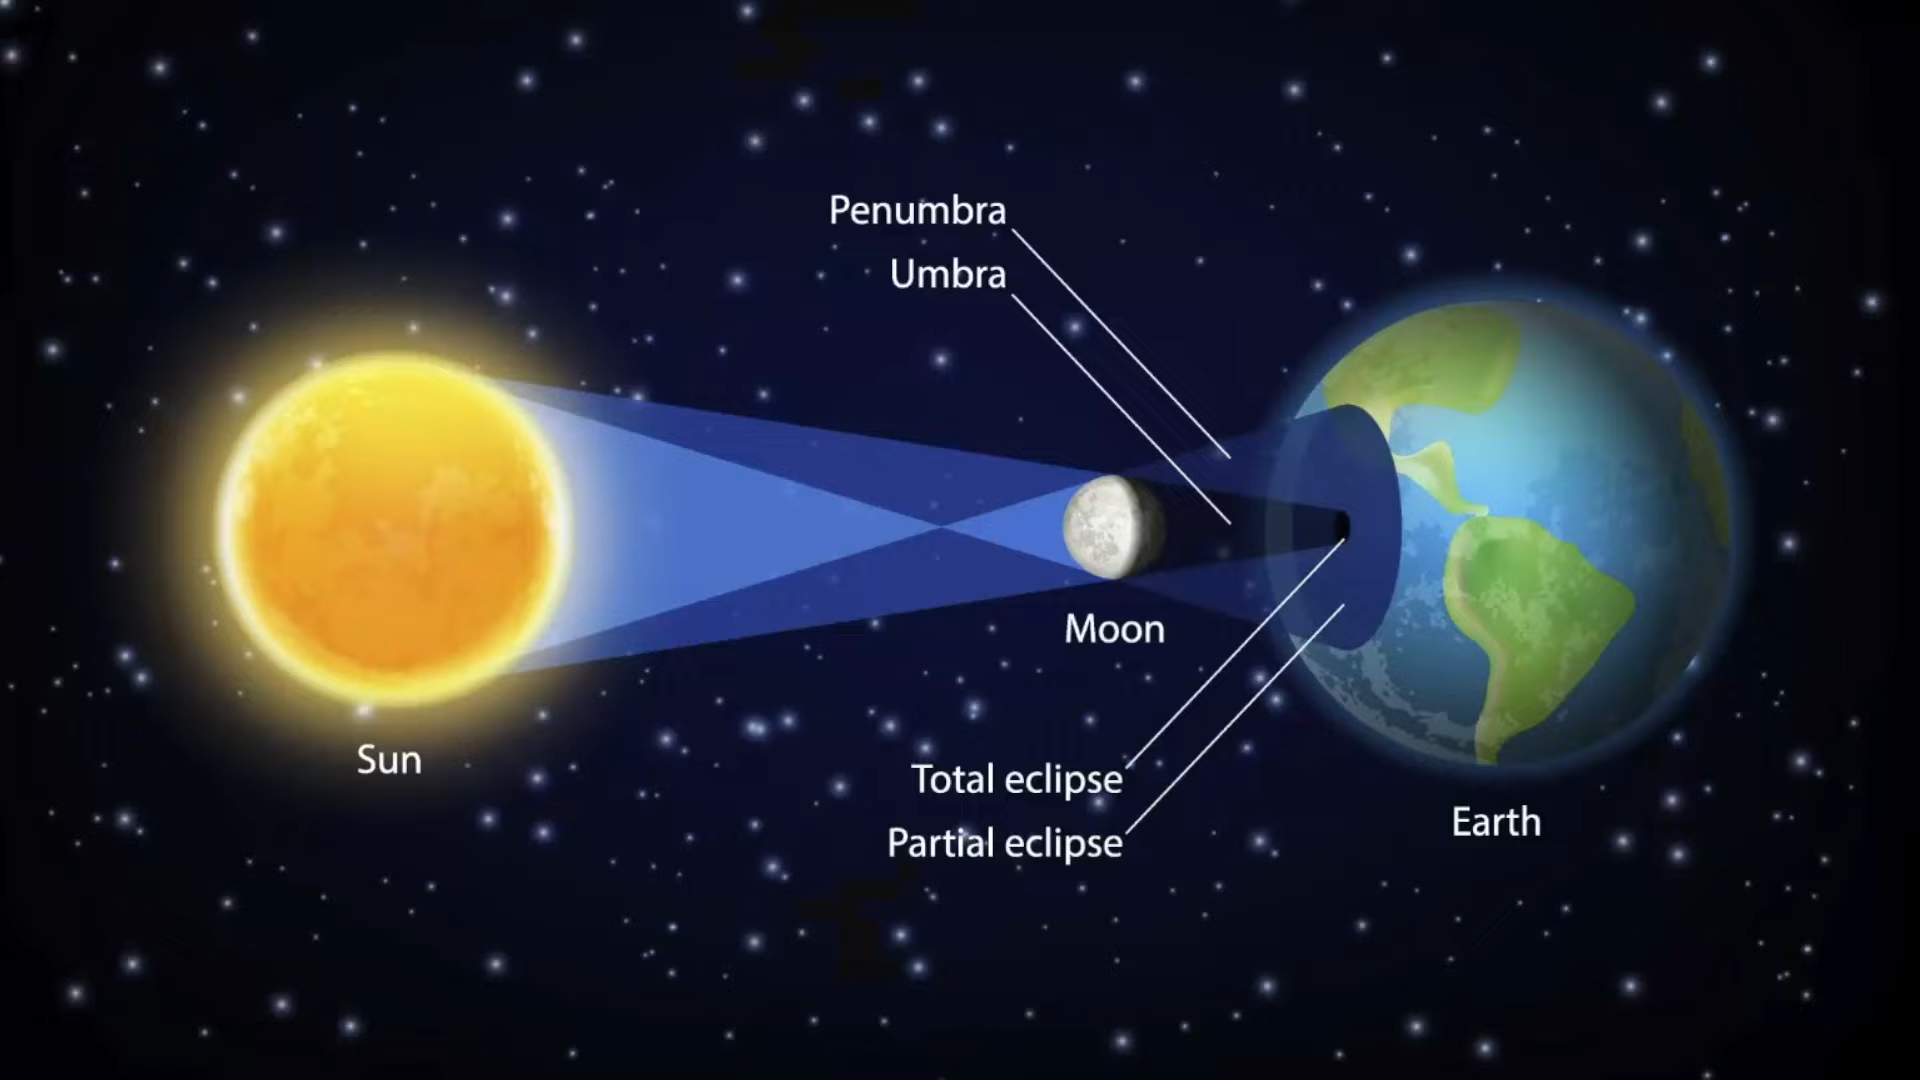 Penumbra
Umbra
Moon
Sun
Total eclipse
Partial eclipse
Earth